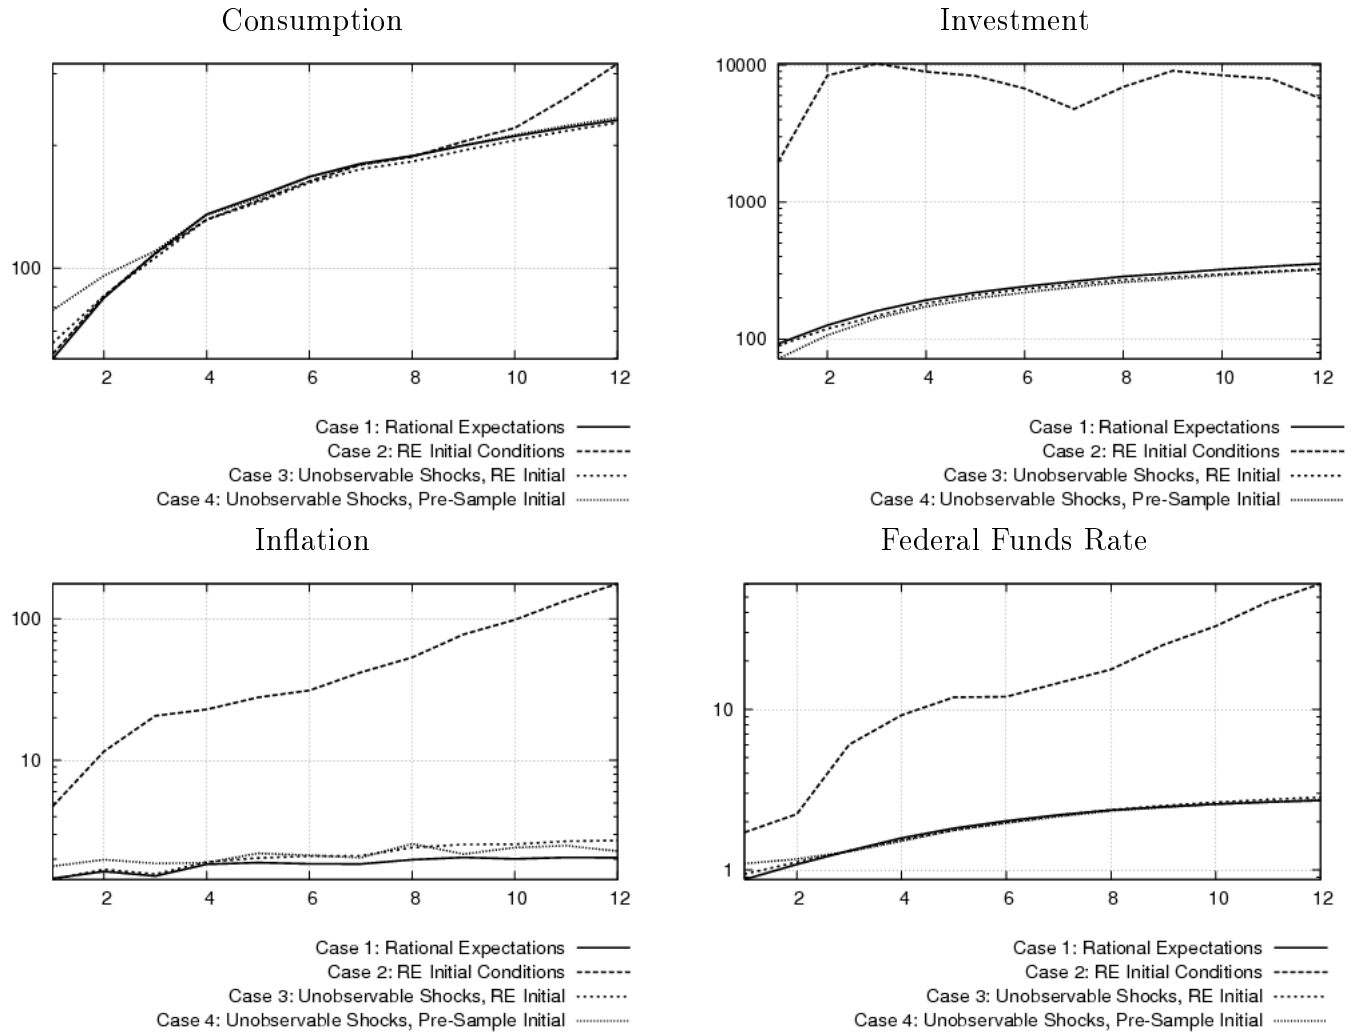 Consumption
100
2 4 6 8 10 12
Case 1: Rational Expectations
Case 2: RE Initial Conditions
Case 3: Unobservable Shocks, RE Initial
Case 4: Unobservable Shocks, Pre-Sample Initial
Investment
10000
1000
100
2 4 6 8 10 12
Case 1: Rational Expectations
Case 2: RE Initial Conditions
Case 3: Unobservable Shocks, RE Initial
Case 4: Unobservable Shocks, Pre-Sample Initial
Inflation
100
10
2 4 6 8 10 12
Case 1: Rational Expectations
Case 2: RE Initial Conditions
Case 3: Unobservable Shocks, RE Initial
Case 4: Unobservable Shocks, Pre-Sample Initial
Federal Funds Rate
10
1
2 4 6 8 10 12
Case 1: Rational Expectations
Case 2: RE Initial Conditions
Case 3: Unobservable Shocks, RE Initial
Case 4: Unobservable Shocks, Pre-Sample Initial